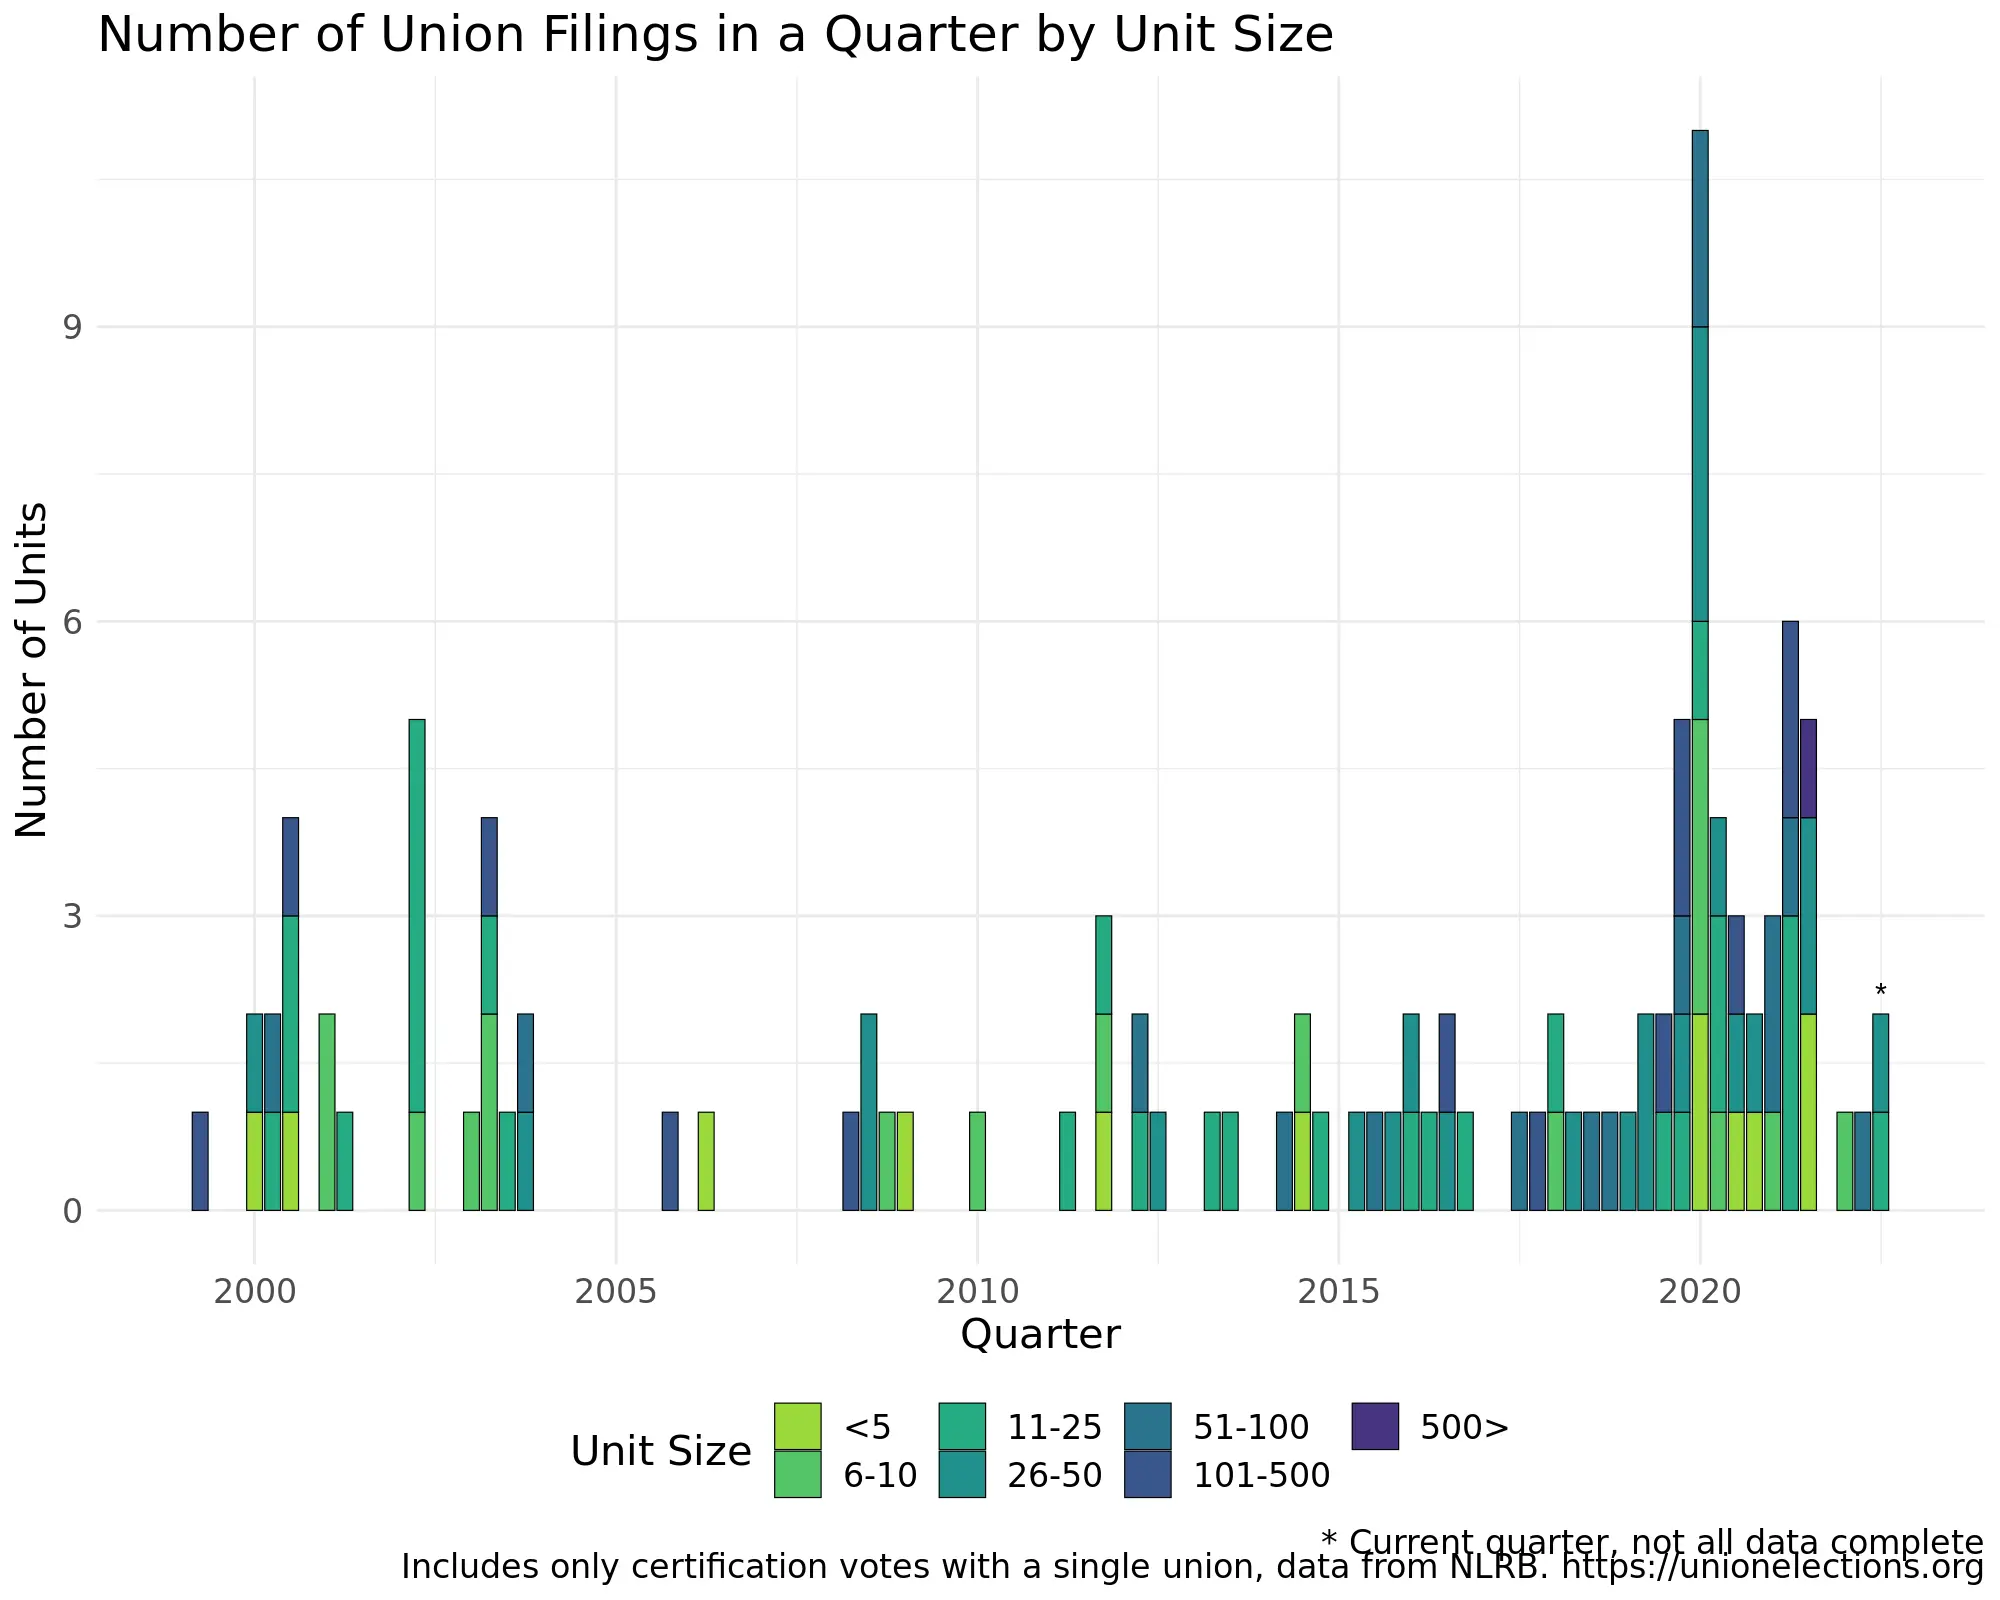 Number of Union Filings in a Quarter by Unit Size
Number of Units
9
6
3
0
*
2000 2005 2010 2015 2020
Quarter
Unit Size
<5 11-25 51-100 500>
6-10 26-50 101-500
* Current quarter, not all data complete
Includes only certification votes with a single union, data from NLRB. https://unionelections.org